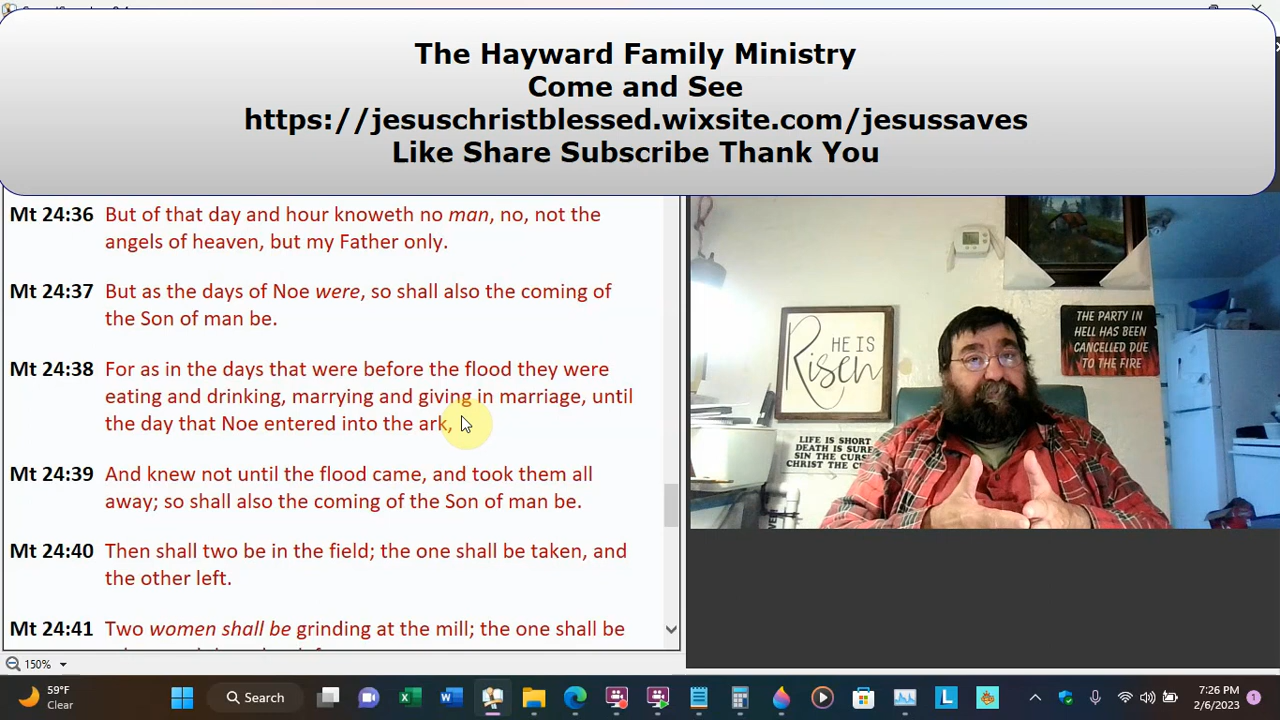 The Hayward Family Ministry
Come and See
https://jesuschristblessed.wixsite.com/jesussaves
Like Share Subscribe Thank You
Mt 24:36 But of that day and hour knoweth no man, no, not the
angels of heaven, but my Father only.
Mt 24:37 But as the days of Noe were, so shall also the coming of
the Son of man be.
Mt 24:38 For as in the days that were before the flood they were
eating and drinking, marrying and giving in marriage, until
the day that Noe entered into the ark,
Mt 24:39 And knew not until the flood came, and took them all
away; so shall also the coming of the Son of man be.
Mt 24:40 Then shall two be in the field; the one shall be taken, and
the other left.
Mt 24:41 Two women shall be grinding at the mill; the one shall be
HE IS
Risen
THE PARTY IN
HELL HAS BEEN
CANCELLED DUE
TO THE FIRE
LIFE IS SHORT
DEATH IS SURE
SIN THE CURS
CHRIST THE CU
150%
59°F
Clear
Search
7:26 PM
2/6/2023
1